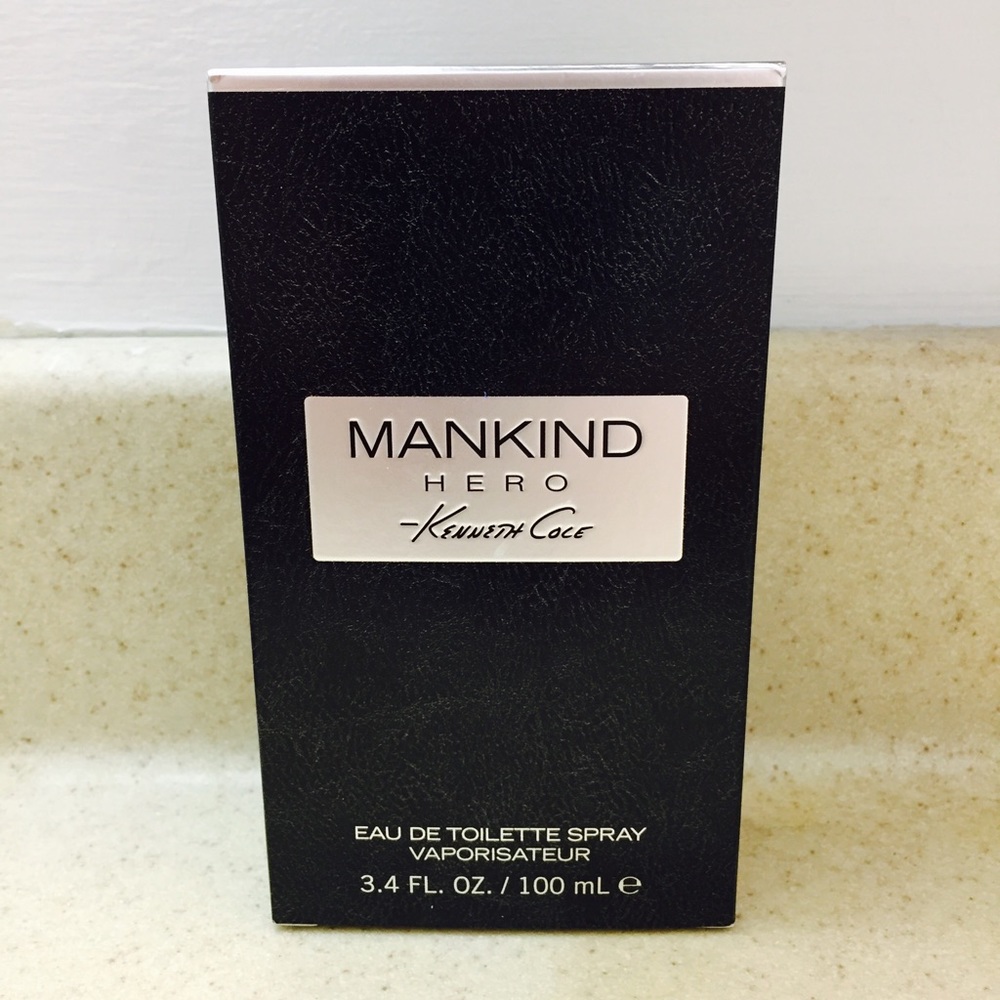 MANKIND
HERO
-Kenneth Cole
EAU DE TOILETTE SPRAY
VAPORISATEUR
3.4 FL. OZ. / 100 mL ℮